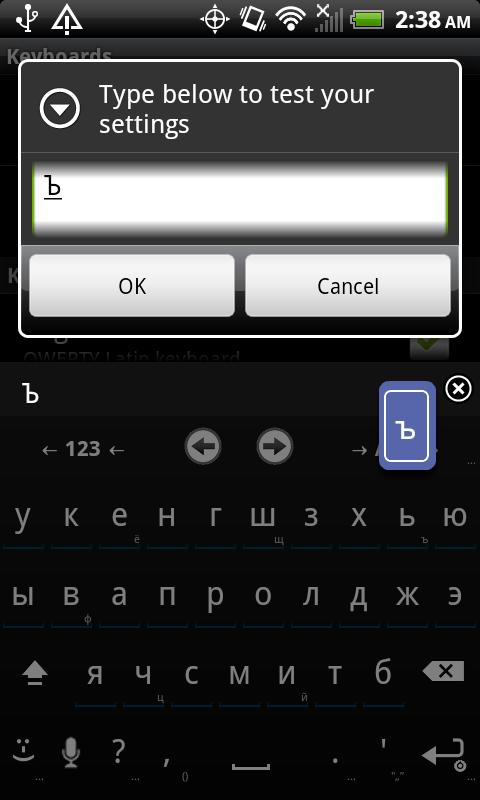 2:38 AM
Keyboards
Type below to test your
settings
Ъ
OK
Cancel
QWERTY Latin keyboard
Ъ
ъ
← 123 ←
→
...
у к е н г ш з х ь ю
ё щ ъ
ы в а п р о л д ж э
ф
я ч с м и т б
ц й
? , . '
... ... () ... "„" ...